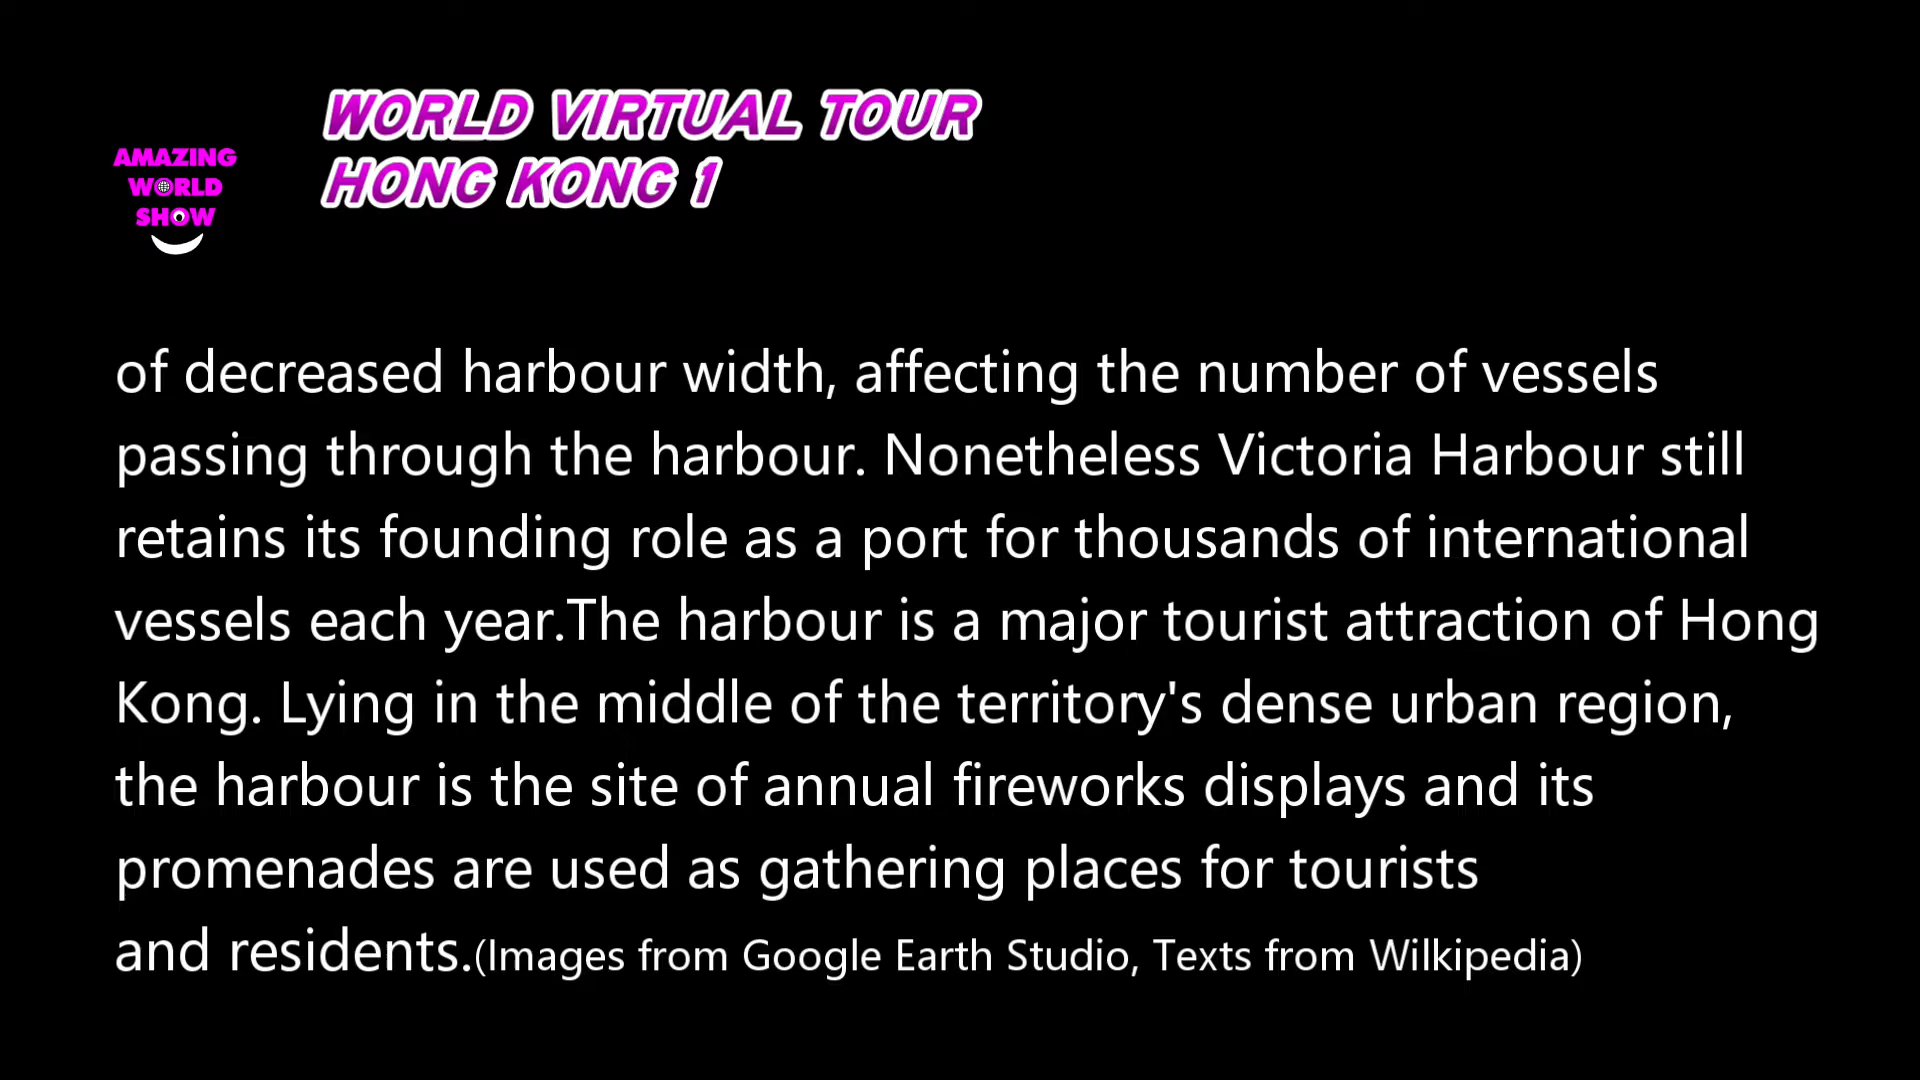 WORLD VIRTUAL TOUR
HONG KONG 1
AMAZING
WORLD
SHOW
of decreased harbour width, affecting the number of vessels
passing through the harbour. Nonetheless Victoria Harbour still
retains its founding role as a port for thousands of international
vessels each year.The harbour is a major tourist attraction of Hong
Kong. Lying in the middle of the territory's dense urban region,
the harbour is the site of annual fireworks displays and its
promenades are used as gathering places for tourists
and residents.(Images from Google Earth Studio, Texts from Wilkipedia)